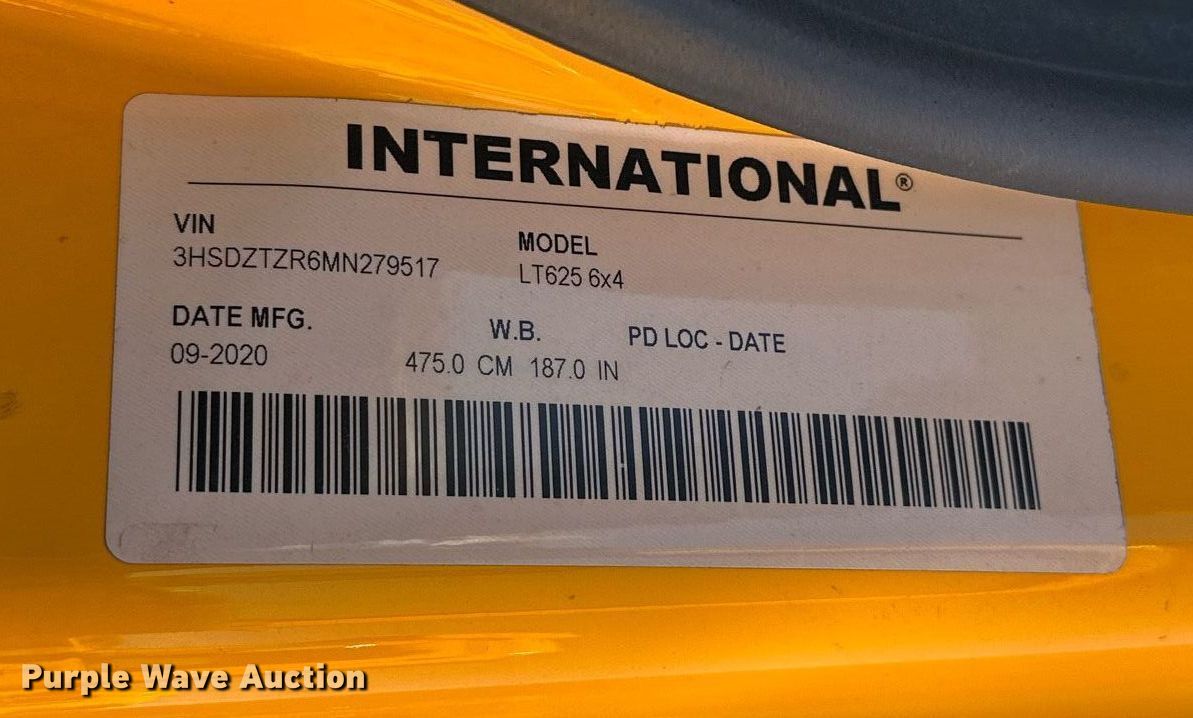 INTERNATIONAL®
VIN
3HSDZTZR6MN279517
MODEL
LT625 6x4
DATE MFG.
09-2020
W.B.
475.0 CM 187.0 IN
PD LOC - DATE
Purple Wave Auction